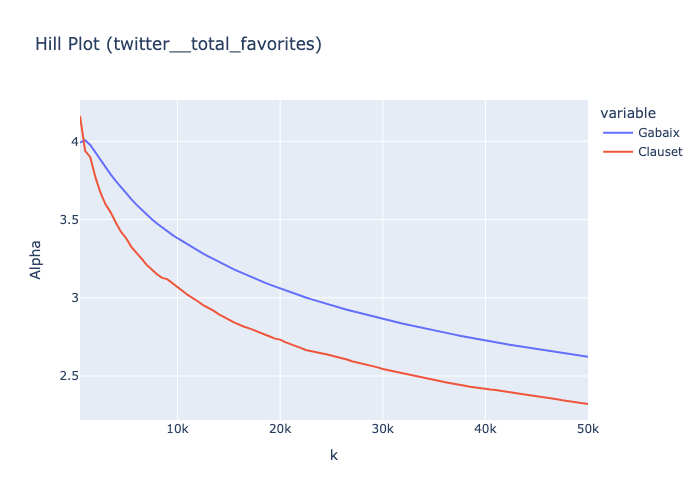 Hill Plot (twitter__total_favorites)
variable
Gabaix
Clauset
4
3.5
3
2.5
Alpha
10k
20k
30k
40k
50k
k